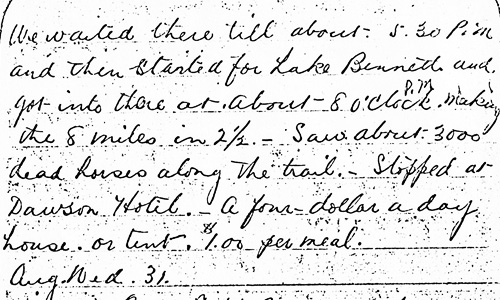 We waited there till about 5.30 P.M
and then started for Lake Bennett and
got into there at about 8 o'clock P.M. making
the 8 miles in 2½. – Saw about 3000
dead horses along the trail. – Stopped at
Dawson Hotel. – A four dollar a day
house. or tent. $1.00 per meal.
Aug. Wed. 31.